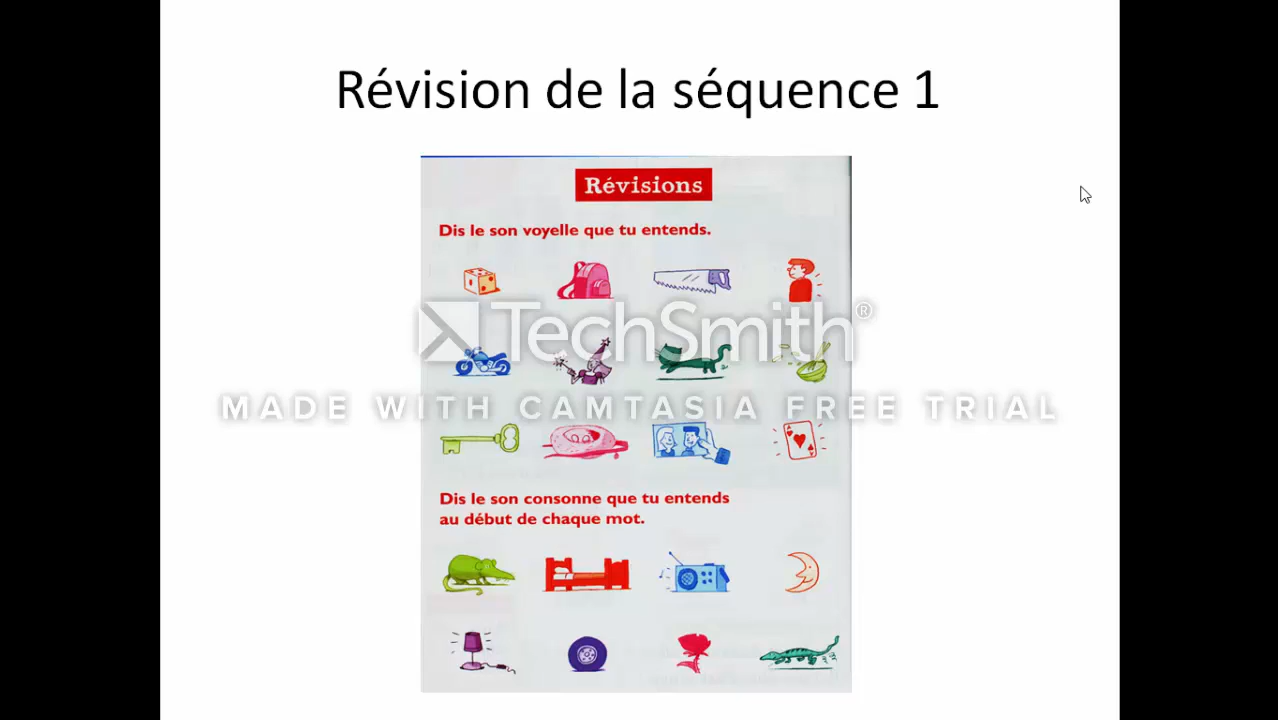 Révision de la séquence 1
Révisions
Dis le son voyelle que tu entends.
TechSmith®
MADE WITH CAMTASIA FREE TRIAL
Dis le son consonne que tu entends
au début de chaque mot.